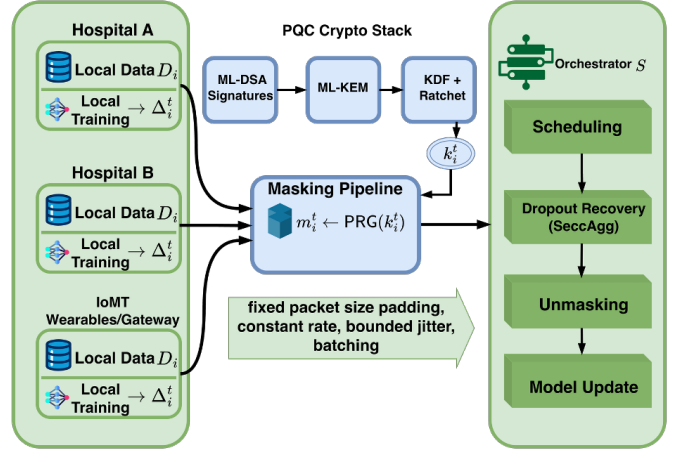 Hospital A
Local Data D_i
Local
Training → Δ_i^t
Hospital B
Local Data D_i
Local
Training → Δ_i^t
IoMT
Wearables/Gateway
Local Data D_i
Local
Training → Δ_i^t
PQC Crypto Stack
ML-DSA
Signatures
ML-KEM
KDF +
Ratchet
k_i^t
Masking Pipeline
m_i^t ← PRG(k_i^t)
fixed packet size padding,
constant rate, bounded jitter,
batching
Orchestrator S
Scheduling
Dropout Recovery
(SeccAgg)
Unmasking
Model Update